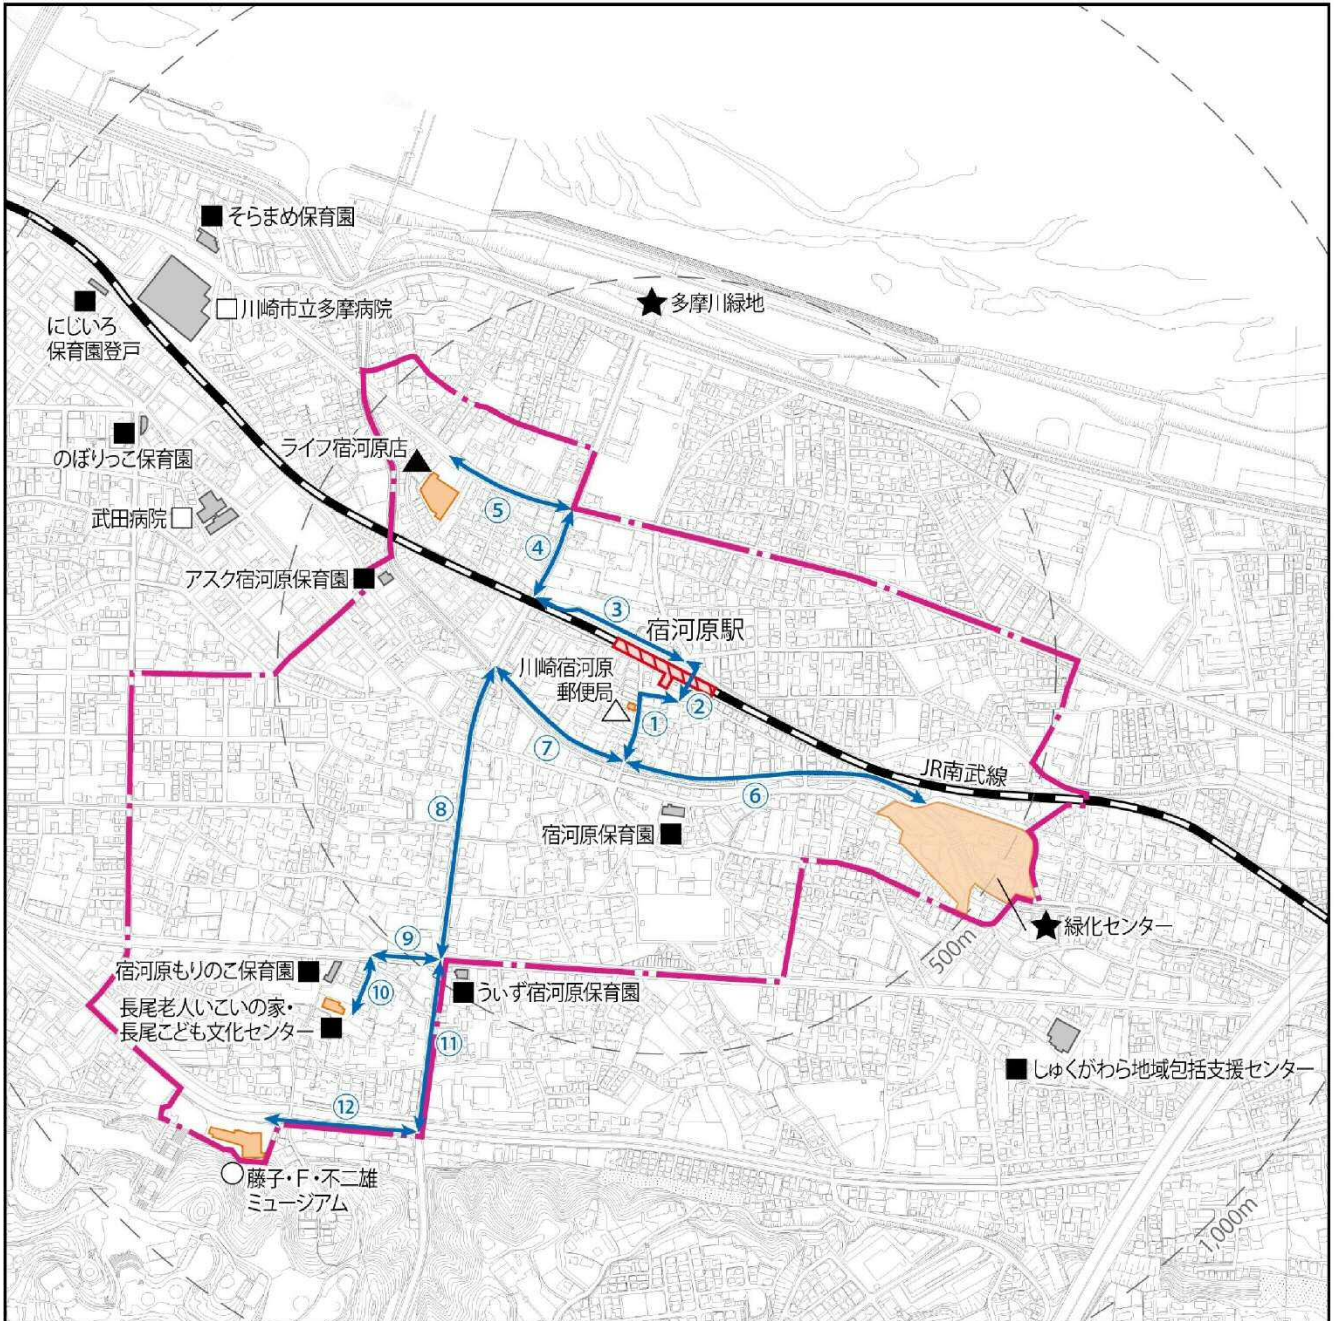 そらまめ保育園
川崎市立多摩病院
にじいろ
保育園登戸
多摩川緑地
のぼりっこ保育園
ライフ宿河原店
武田病院
⑤
④
アスク宿河原保育園
③
宿河原駅
川崎宿河原
郵便局
①
②
⑦
JR南武線
⑥
⑧
宿河原保育園
緑化センター
500m
⑨
宿河原もりのこ保育園
⑩
うぃず宿河原保育園
長尾老人いこいの家・
長尾こども文化センター
⑪
しゅくがわら地域包括支援センター
⑫
藤子・F・不二雄
ミュージアム
1,000m